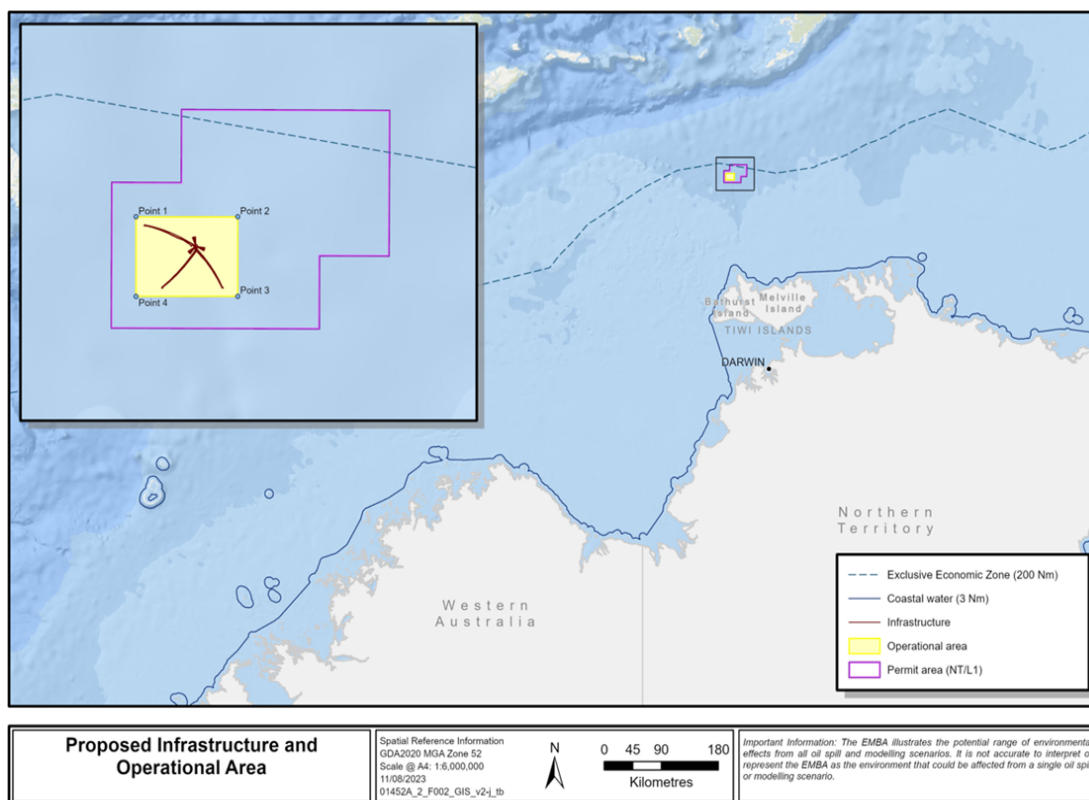 Point 1
Point 2
Point 3
Point 4
Bathurst
Island
Melville
Island
TIWI ISLANDS
DARWIN
Northern
Territory
Western
Australia
Exclusive Economic Zone (200 Nm)
Coastal water (3 Nm)
Infrastructure
Operational area
Permit area (NT/L1)
Proposed Infrastructure and
Operational Area
Spatial Reference Information
GDA2020 MGA Zone 52
Scale @ A4: 1:6,000,000
11/08/2023
01452A_2_F002_GIS_v2-j_tb
N
0 45 90 180
Kilometres
Important Information: The EMBA illustrates the potential range of environmenta
effects from all oil spill and modelling scenarios. It is not accurate to interpret o
represent the EMBA as the environment that could be affected from a single oil spi
or modelling scenario.